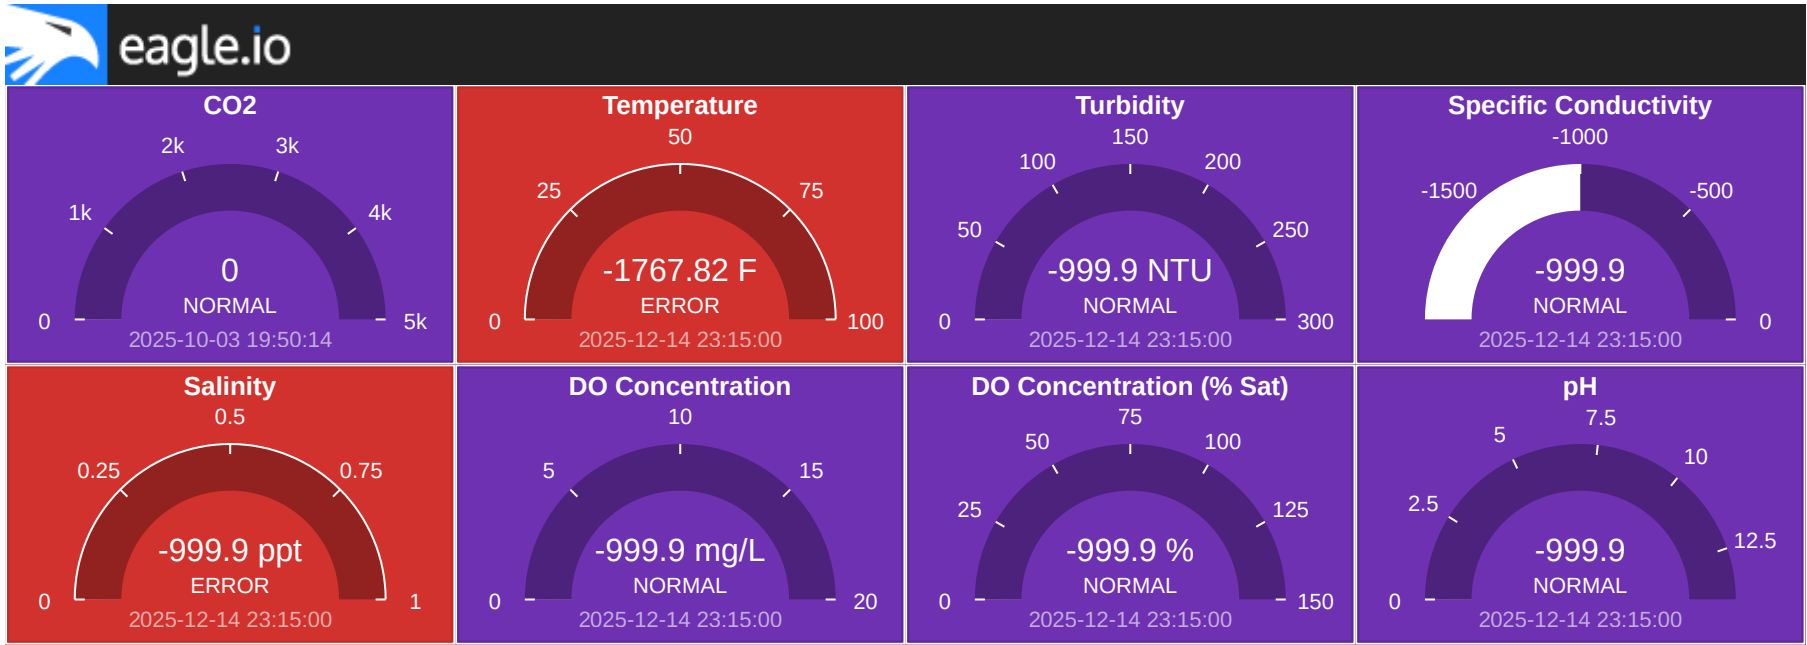 eagle.io
CO2
2k
3k
1k
4k
0
NORMAL
0
5k
2025-10-03 19:50:14
Temperature
50
25
75
-1767.82 F
ERROR
0
100
2025-12-14 23:15:00
Turbidity
150
100
200
50
250
-999.9 NTU
NORMAL
0
300
2025-12-14 23:15:00
Specific Conductivity
-1000
-1500
-500
-999.9
NORMAL
0
2025-12-14 23:15:00
Salinity
0.5
0.25
0.75
-999.9 ppt
ERROR
0
1
2025-12-14 23:15:00
DO Concentration
10
5
15
-999.9 mg/L
NORMAL
0
20
2025-12-14 23:15:00
DO Concentration (% Sat)
75
50
100
25
125
-999.9 %
NORMAL
0
150
2025-12-14 23:15:00
pH
7.5
5
10
2.5
12.5
-999.9
NORMAL
0
2025-12-14 23:15:00